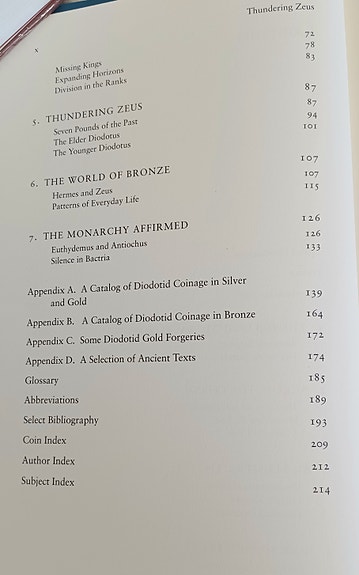 Thundering Zeus
x
Missing Kings 72
Expanding Horizons 78
Division in the Ranks 83
5. THUNDERING ZEUS 87
Seven Pounds of the Past 87
The Elder Diodotus 94
The Younger Diodotus 101
6. THE WORLD OF BRONZE 107
Hermes and Zeus 107
Patterns of Everyday Life 115
7. THE MONARCHY AFFIRMED 126
Euthydemus and Antiochus 126
Silence in Bactria 133
Appendix A. A Catalog of Diodotid Coinage in Silver
and Gold 139
Appendix B. A Catalog of Diodotid Coinage in Bronze 164
Appendix C. Some Diodotid Gold Forgeries 172
Appendix D. A Selection of Ancient Texts 174
Glossary 185
Abbreviations 189
Select Bibliography 193
Coin Index 209
Author Index 212
Subject Index 214